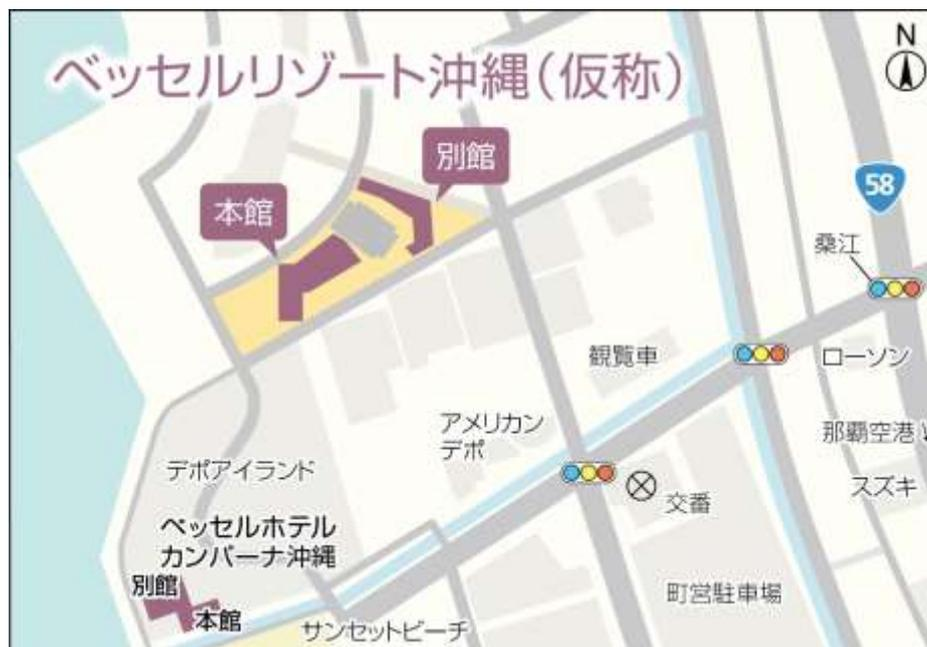 ベッセルリゾート沖縄(仮称)
N
別館
本館
58
桑江
観覧車
ローソン
アメリカン
デポ
那覇空港
デポアイランド
スズキ
交番
ベッセルホテル
カンパーナ沖縄
別館
本館
町営駐車場
サンセットビーチ